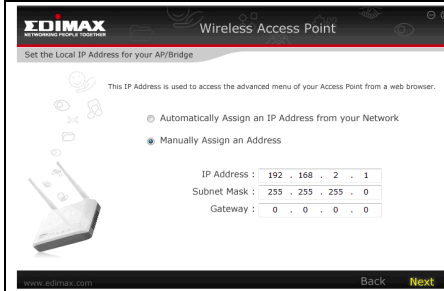 EDIMAX
NETWORKING PEOPLE TOGETHER
Wireless Access Point
Set the Local IP Address for your AP/Bridge
This IP Address is used to access the advanced menu of your Access Point from a web browser.
Automatically Assign an IP Address from your Network
Manually Assign an Address
IP Address : 192 . 168 . 2 . 1
Subnet Mask : 255 . 255 . 255 . 0
Gateway : 0 . 0 . 0 . 0
www.edimax.com Back Next